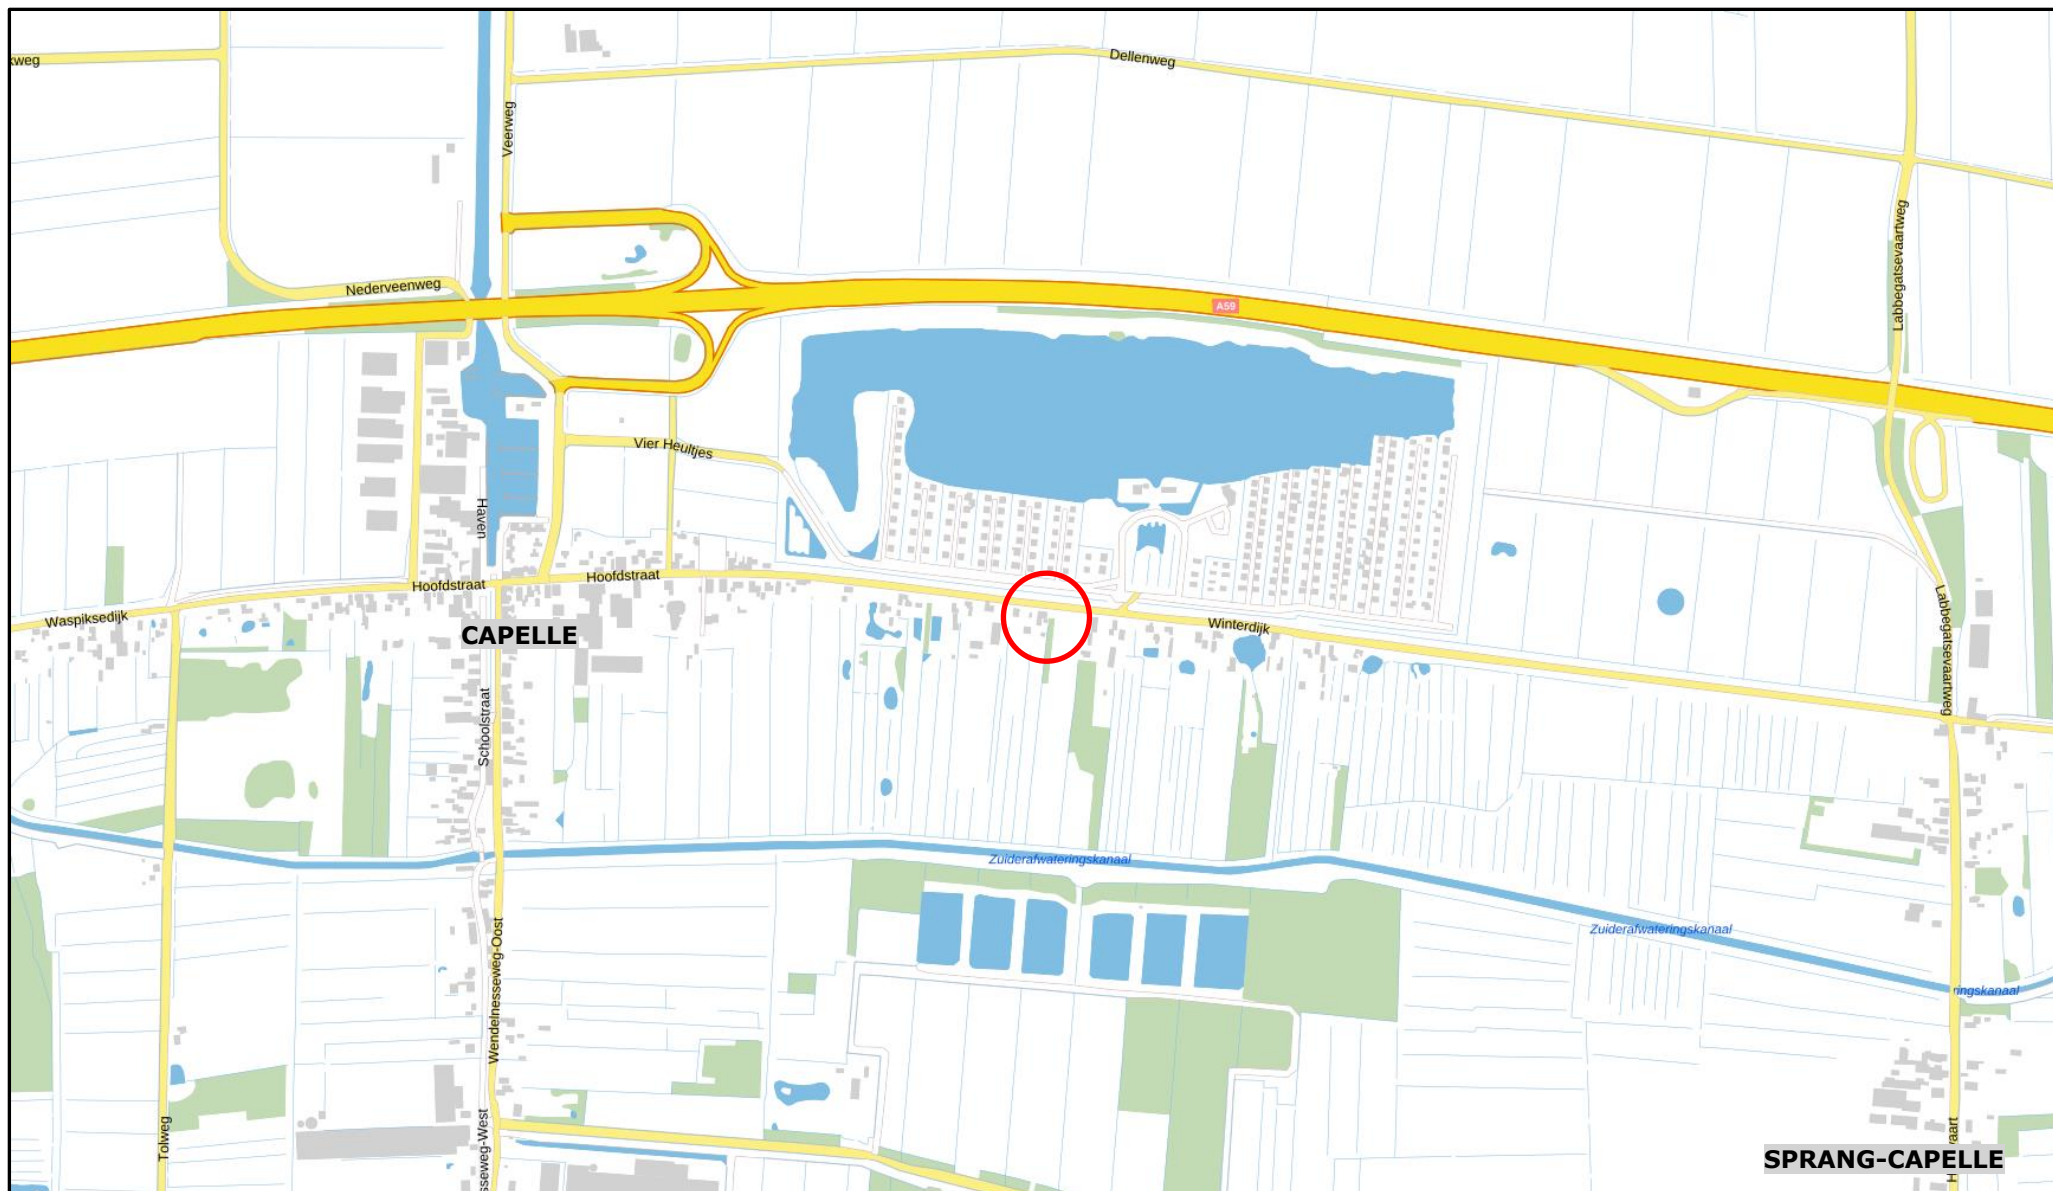 Dellenweg
Veerweg
Labbegatsevaartweg
Nederveenweg
A59
Vier Heultjes
Haven
Hoofdstraat
Hoofdstraat
Waspiksedijk
Winterdijk
CAPELLE
Labbegatsevaartweg
Schoolstraat
Zuiderafwateringskanaal
Zuiderafwateringskanaal
ringskanaal
Wendelnesseweg-Oost
Tolweg
sseweg-West
SPRANG-CAPELLE